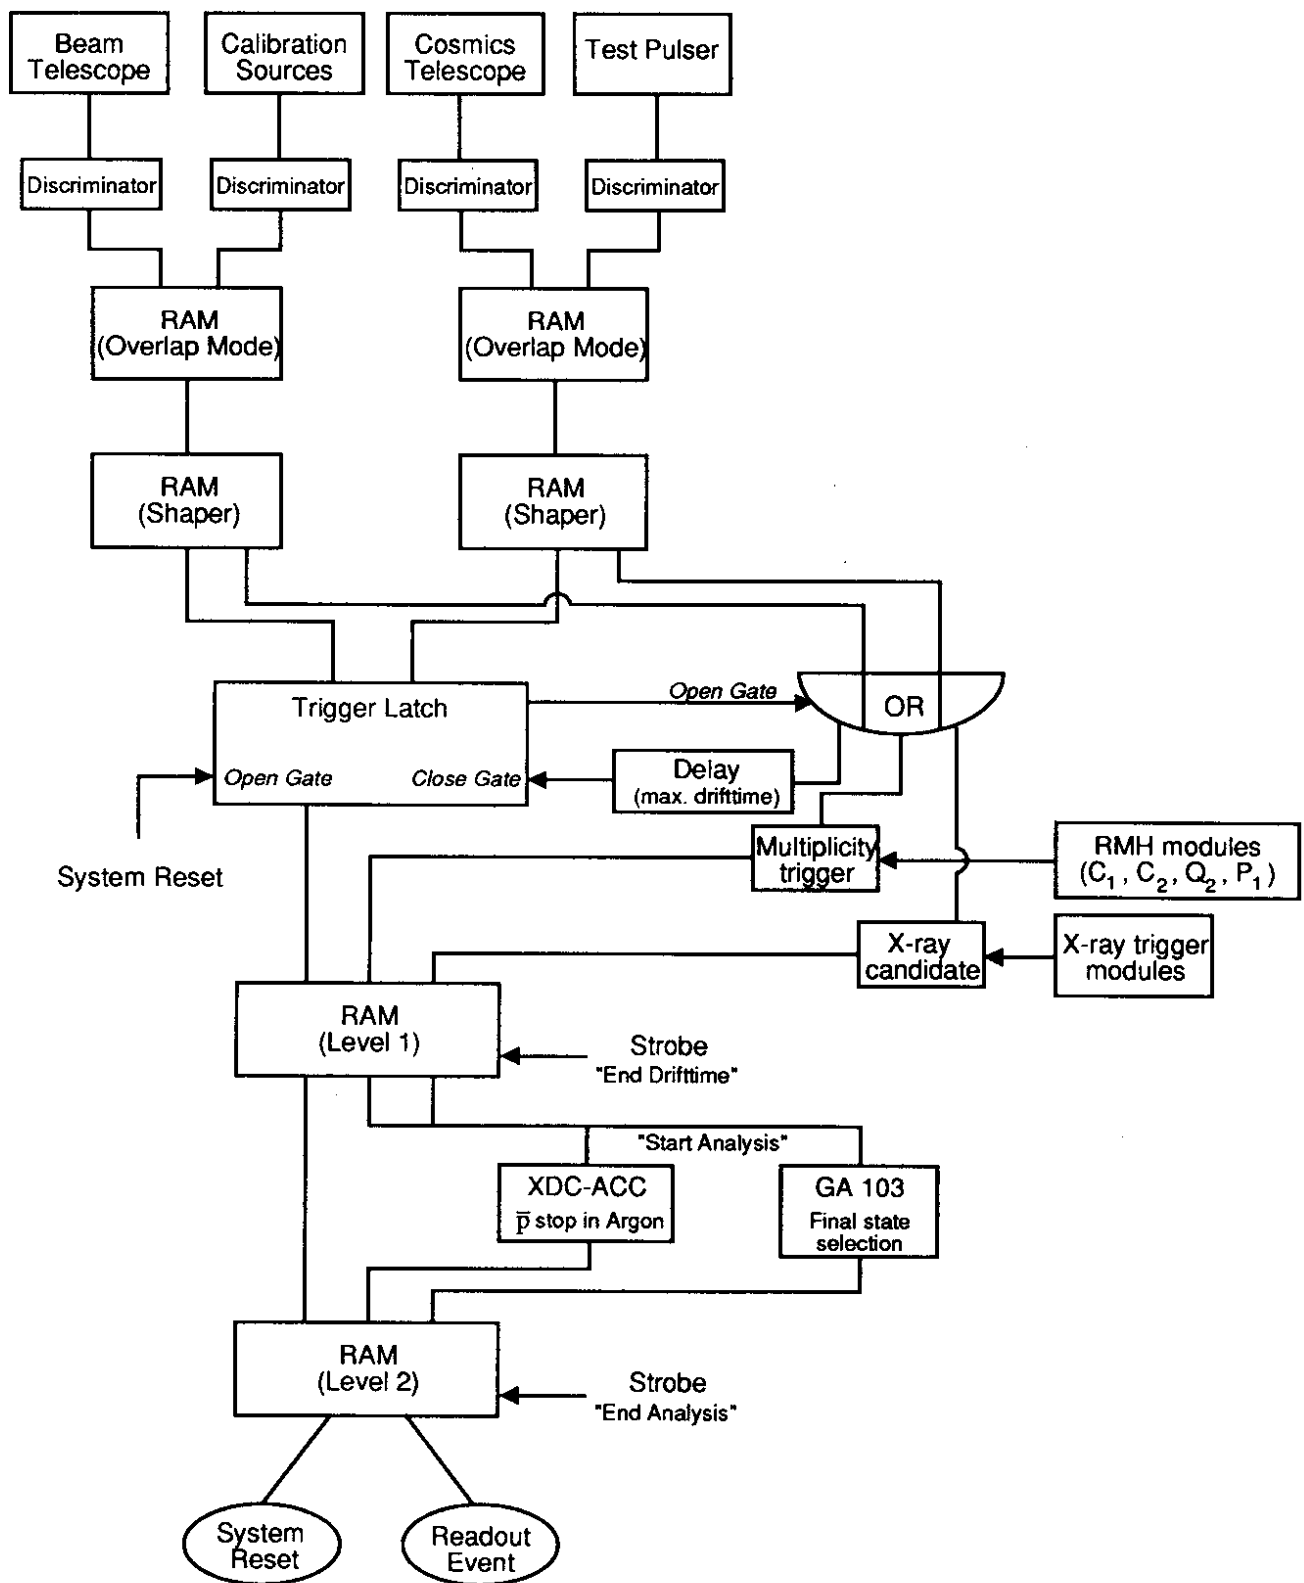 Beam
Telescope
Calibration
Sources
Cosmics
Telescope
Test Pulser
Discriminator
Discriminator
Discriminator
Discriminator
RAM
(Overlap Mode)
RAM
(Overlap Mode)
RAM
(Shaper)
RAM
(Shaper)
Trigger Latch
Open Gate
OR
Open Gate
Close Gate
Delay
(max. drifttime)
System Reset
Multiplicity
trigger
RMH modules
(C₁, C₂, Q₂, P₁)
X-ray
candidate
X-ray trigger
modules
RAM
(Level 1)
Strobe
"End Drifttime"
"Start Analysis"
XDC-ACC
p̅ stop in Argon
GA 103
Final state
selection
RAM
(Level 2)
Strobe
"End Analysis"
System
Reset
Readout
Event